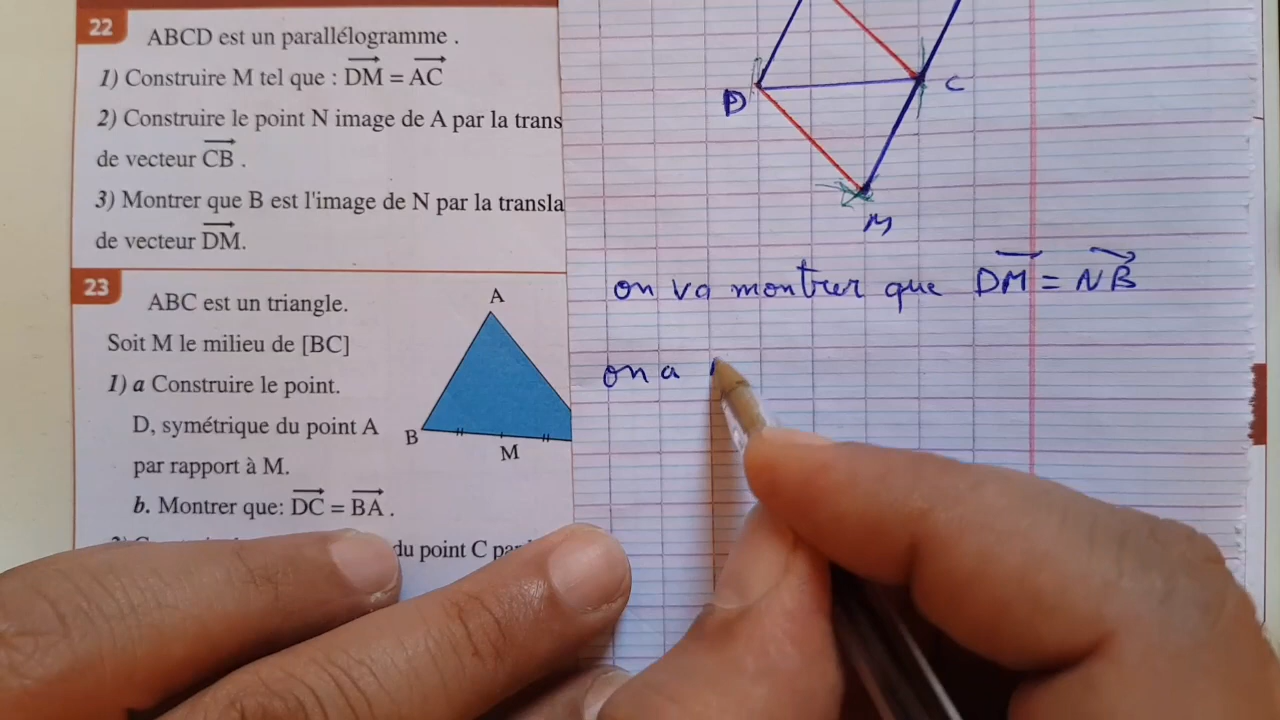 22
ABCD est un parallélogramme .
1) Construire M tel que : DM = AC
2) Construire le point N image de A par la trans
de vecteur CB .
3) Montrer que B est l'image de N par la transla
de vecteur DM.
23
ABC est un triangle.
Soit M le milieu de [BC]
1) a Construire le point.
D, symétrique du point A
par rapport à M.
b. Montrer que: DC = BA .
du point C par
A
B
M
D
C
M
on va montrer que DM = NB
on a